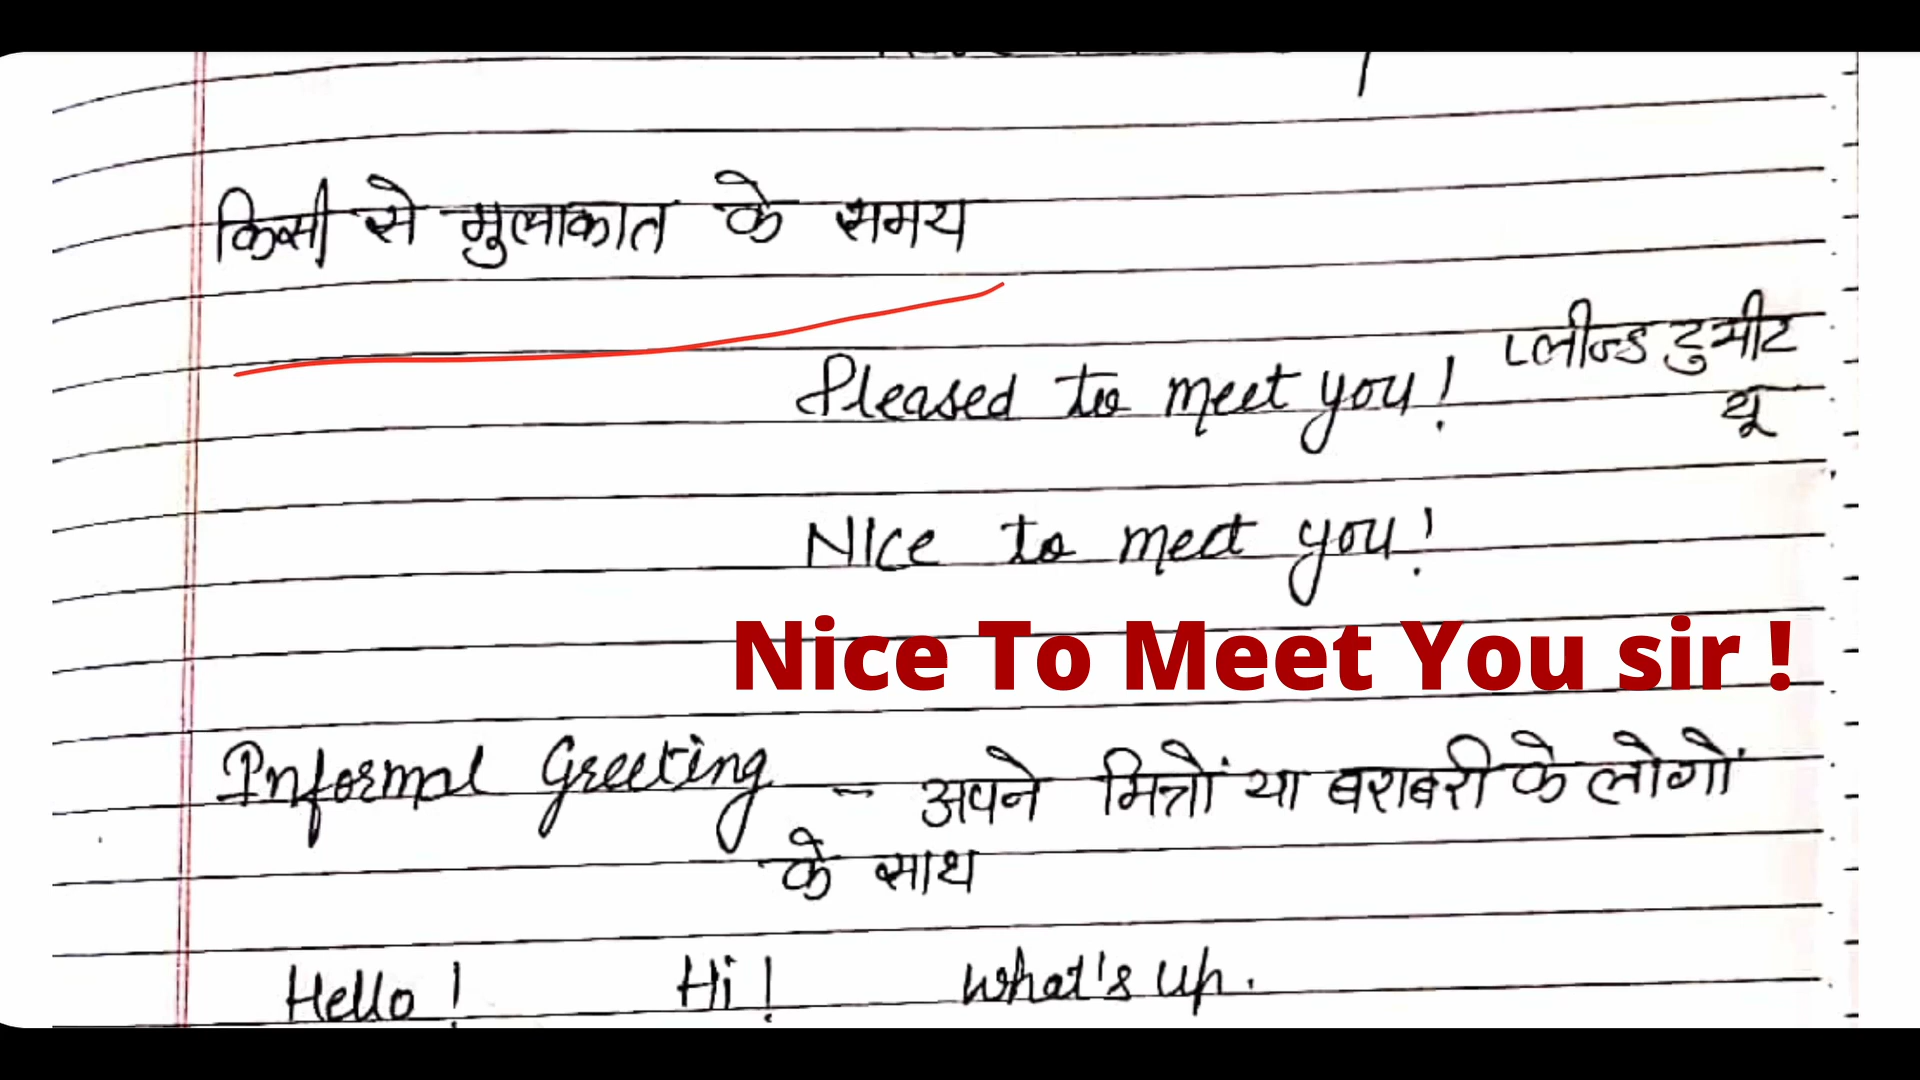 किसी से मुलाकात के समय
Pleased to meet you! प्लीज्ड टु मीट
यू
Nice to meet you!
Nice To Meet You sir !
Informal Greeting - अपने मित्रों या बराबरी के लोगों
के साथ
Hello! Hi! What's up.